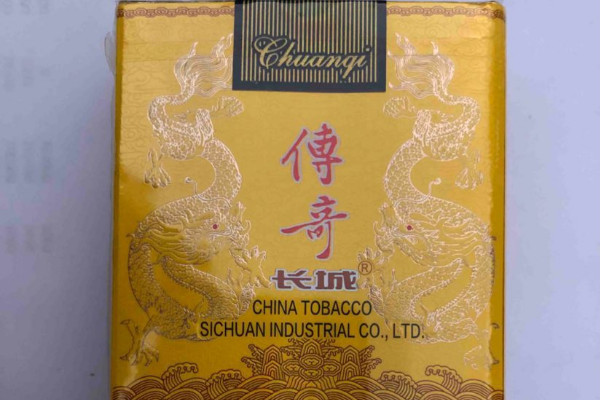 Chuanqi
傳
奇
长城®
CHINA TOBACCO
SICHUAN INDUSTRIAL CO., LTD.